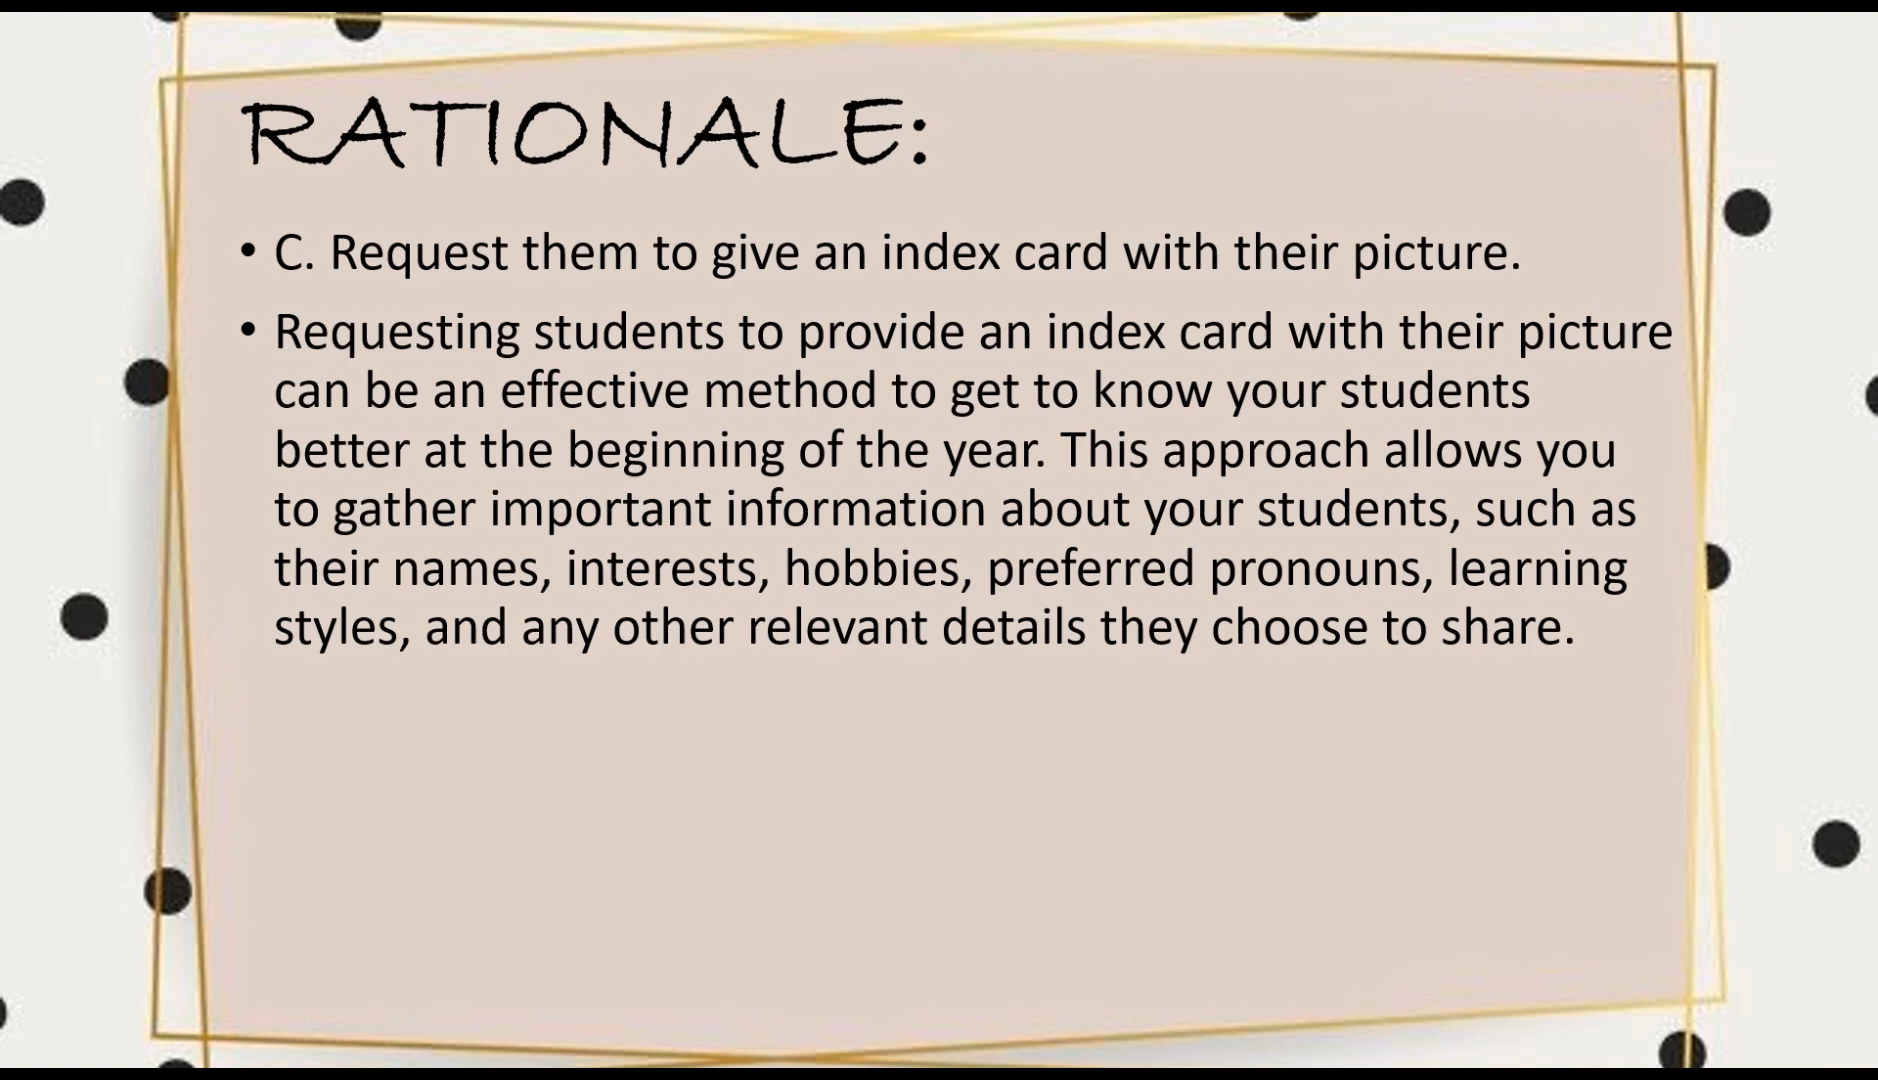 RATIONALE:
• C. Request them to give an index card with their picture.
• Requesting students to provide an index card with their picture
can be an effective method to get to know your students
better at the beginning of the year. This approach allows you
to gather important information about your students, such as
their names, interests, hobbies, preferred pronouns, learning
styles, and any other relevant details they choose to share.